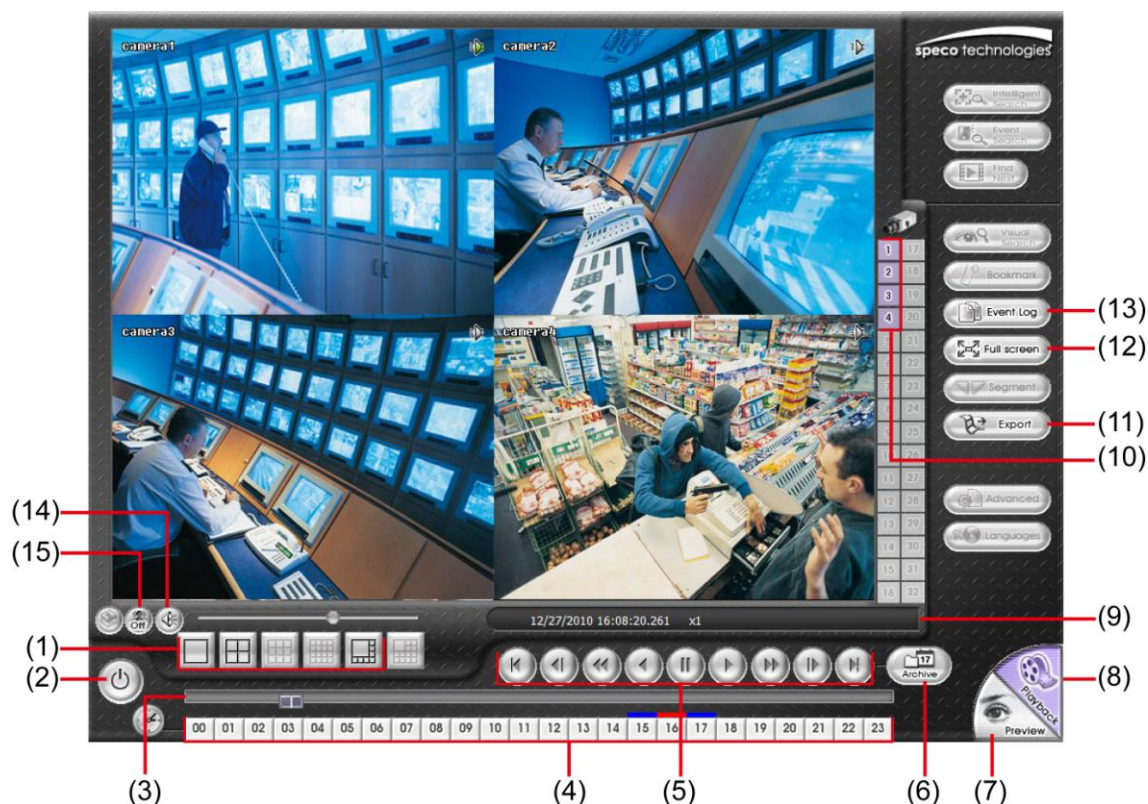 camera1
camera2
speco technologies
Intelligent Search
Event Search
Find Next
1 17
2 18
3 19
4 20
21
22
23
24
25
26
11 27
12 28
13 29
14 30
15 31
16 32
Visual Search
Bookmark
Event Log
(13)
Full screen
(12)
Segment
Export
(11)
(10)
Advanced
Languages
camera3
camera4
(14)
(15)
Off
12/27/2010 16:08:20.261 x1
(9)
(1)
(2)
17
Archive
Playback
(8)
Preview
00 01 02 03 04 05 06 07 08 09 10 11 12 13 14 15 16 17 18 19 20 21 22 23
(3)
(4)
(5)
(6)
(7)